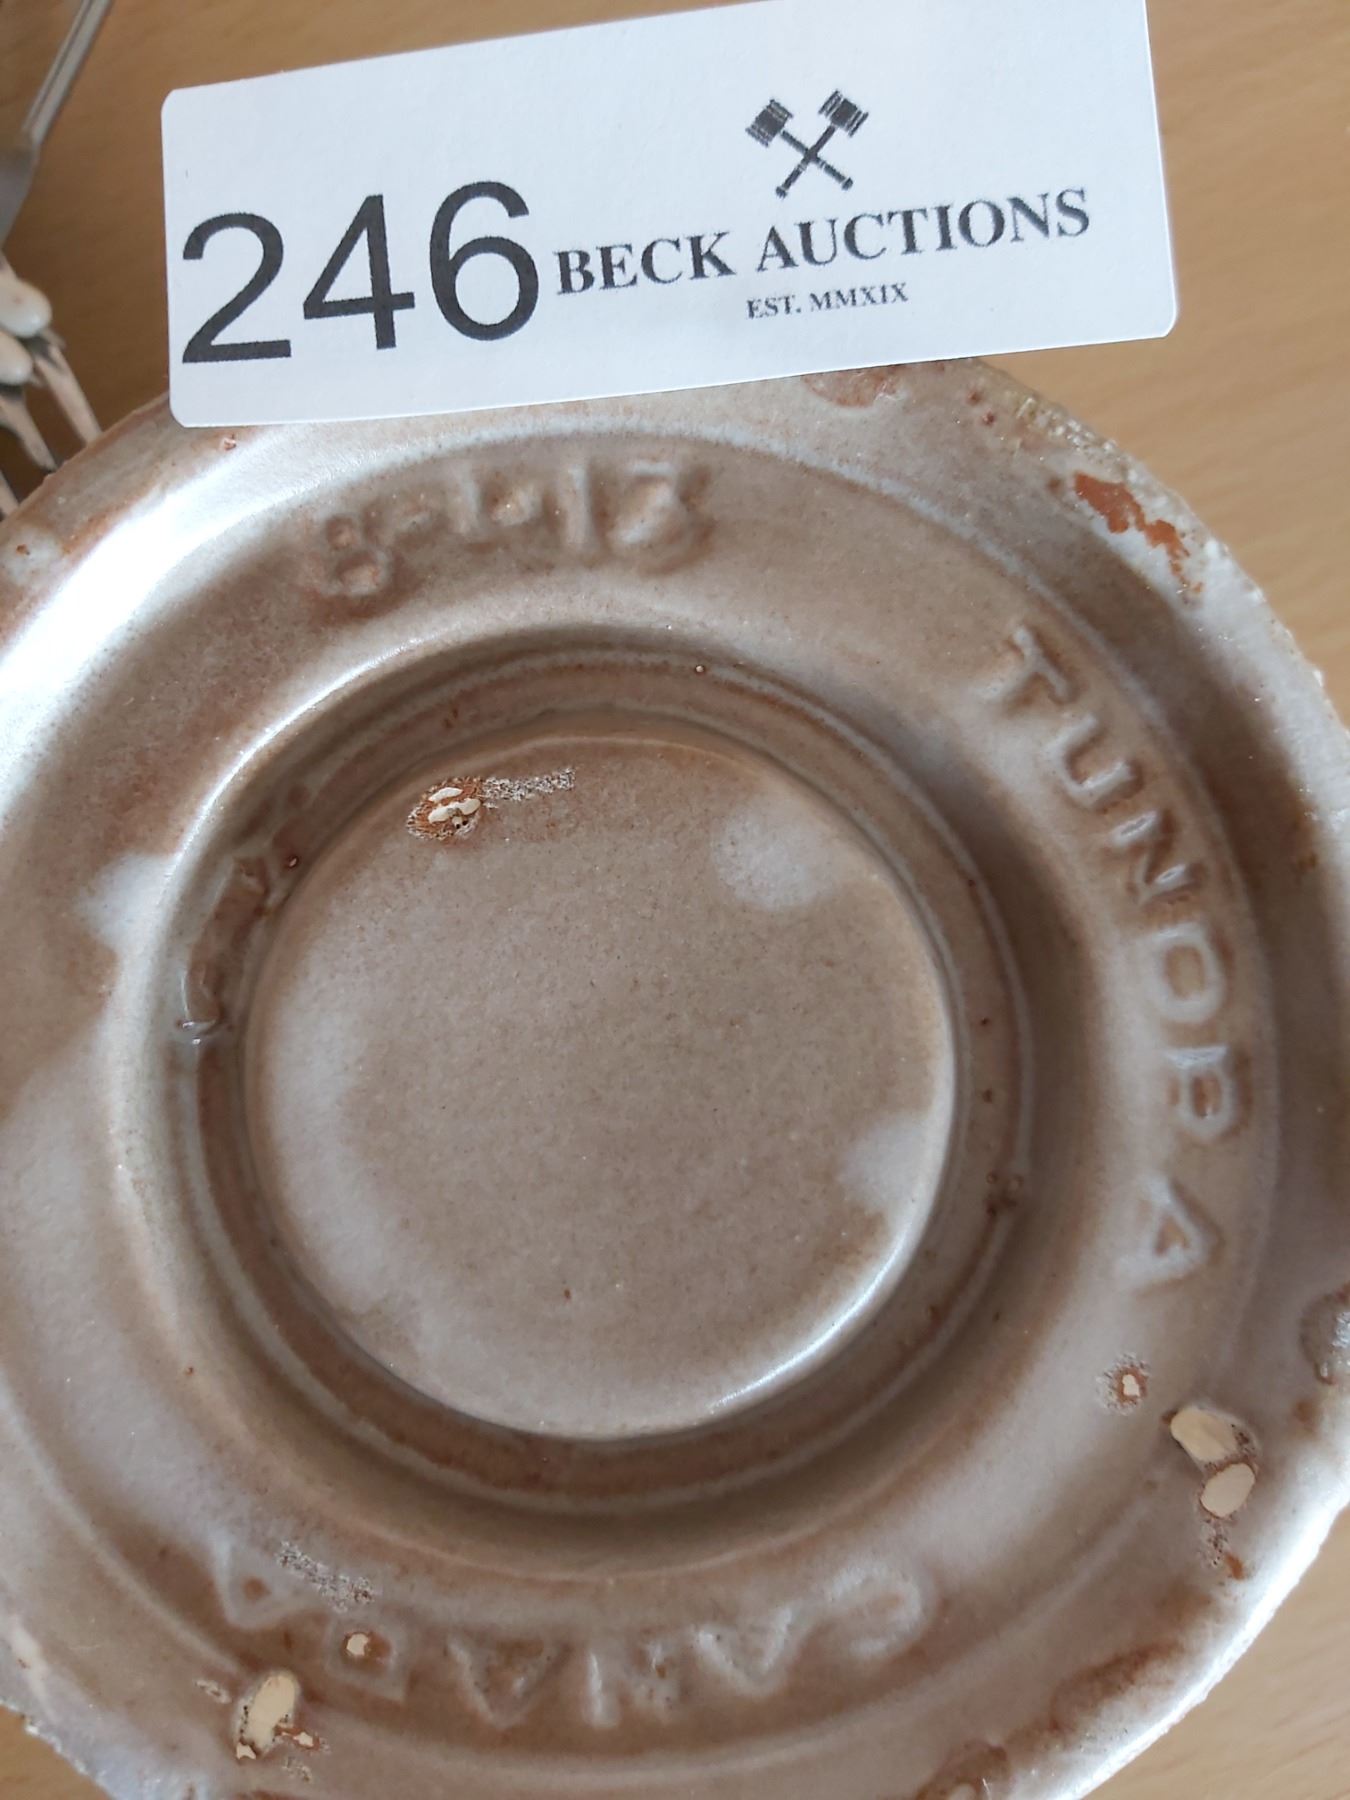 246
BECK AUCTIONS
EST. MMXIX
TUNDRA
CANADA